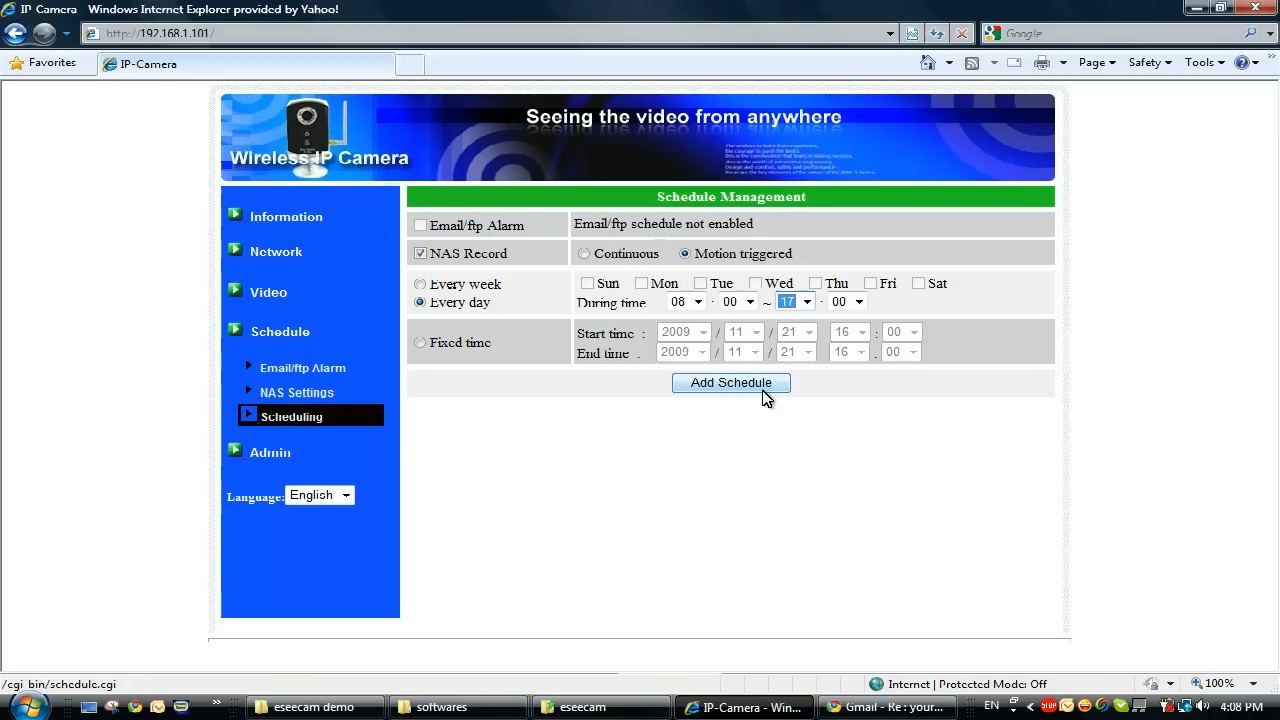 IP Camera Windows Internet Explorer provided by Yahoo!
http://192.168.1.101/
Google
Favorites
IP-Camera
Page
Safety
Tools
Seeing the video from anywhere
Wireless IP Camera
Schedule Management
Information
Email/ftp Alarm
Email/ftp schedule not enabled
Network
NAS Record
Continuous
Motion triggered
Video
Every week
Sun Mon Tue Wed Thu Fri Sat
Every day
During time 08 00 ~ 17 00
Schedule
Start time : 2009 / 11 / 21 16 : 00
Fixed time
End time . 2009 / 11 / 21 16 . 00
Email/ftp Alarm
NAS Settings
Add Schedule
Scheduling
Admin
Language: English
/cgi bin/schedule.cgi
Internet | Protected Mode: Off
100%
eseecam demo
softwares
eseecam
IP-Camera - Win...
Gmail - Re : your...
EN
4:08 PM